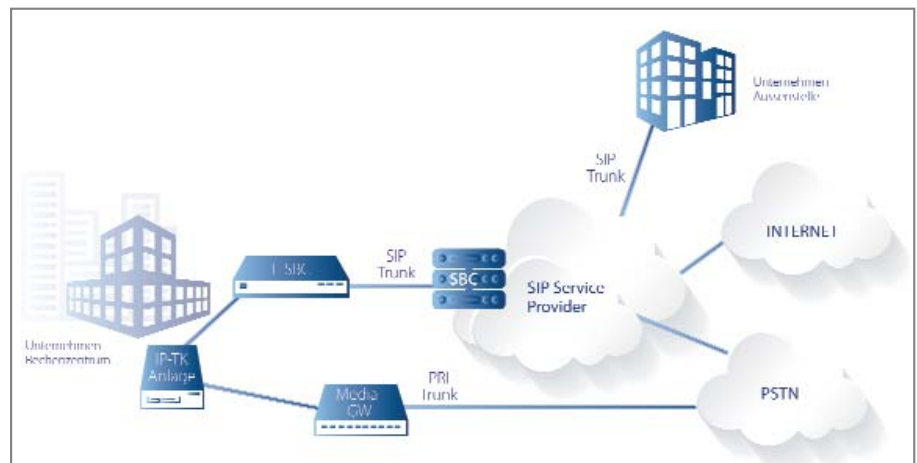 Unternehmen
Aussenstelle
SIP
Trunk
INTERNET
SIP
Trunk
SBC
SIP Service
Provider
Unternehmen
Rechenzentrum
IP-TK
Anlage
Media
GW
PRI
Trunk
PSTN